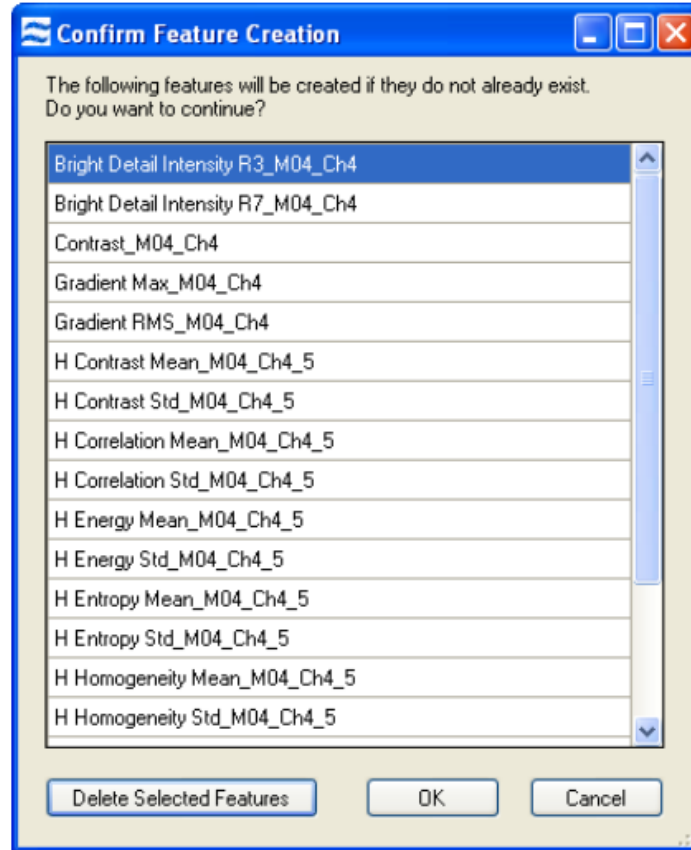 Confirm Feature Creation
The following features will be created if they do not already exist.
Do you want to continue?
Bright Detail Intensity R3_M04_Ch4
Bright Detail Intensity R7_M04_Ch4
Contrast_M04_Ch4
Gradient Max_M04_Ch4
Gradient RMS_M04_Ch4
H Contrast Mean_M04_Ch4_5
H Contrast Std_M04_Ch4_5
H Correlation Mean_M04_Ch4_5
H Correlation Std_M04_Ch4_5
H Energy Mean_M04_Ch4_5
H Energy Std_M04_Ch4_5
H Entropy Mean_M04_Ch4_5
H Entropy Std_M04_Ch4_5
H Homogeneity Mean_M04_Ch4_5
H Homogeneity Std_M04_Ch4_5
Delete Selected Features
OK
Cancel